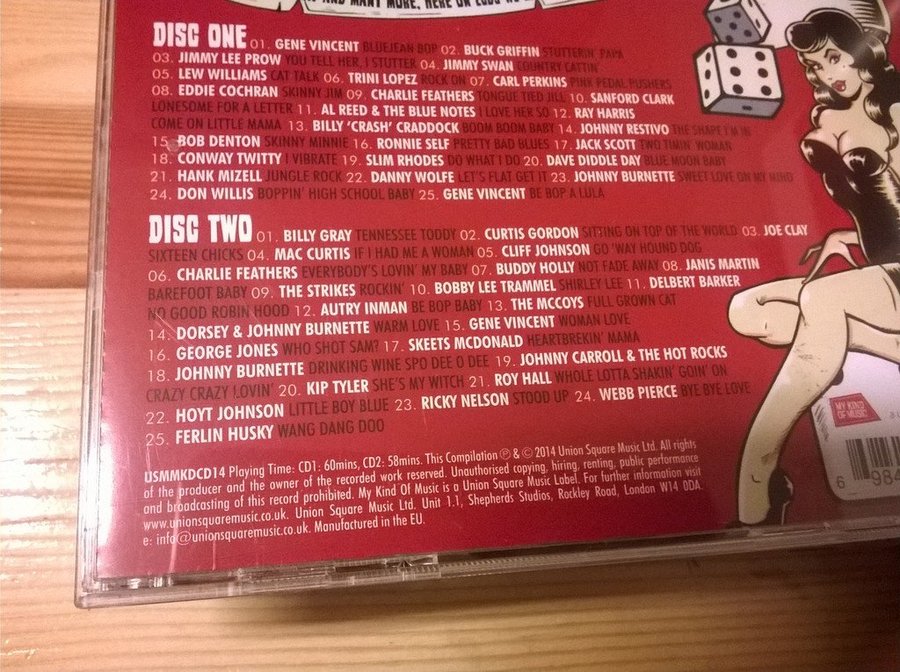 AND MANY MORE, HERE ON
DISC ONE 01. GENE VINCENT BLUEJEAN BOP 02. BUCK GRIFFIN STUTTERIN' PAPA
03. JIMMY LEE PROW YOU TELL HER, I STUTTER 04. JIMMY SWAN COUNTRY CATTIN'
05. LEW WILLIAMS CAT TALK 06. TRINI LOPEZ ROCK ON 07. CARL PERKINS PINK PEDAL PUSHERS
08. EDDIE COCHRAN SKINNY JIM 09. CHARLIE FEATHERS TONGUE TIED JILL 10. SANFORD CLARK
LONESOME FOR A LETTER 11. AL REED & THE BLUE NOTES I LOVE HER SO 12. RAY HARRIS
COME ON LITTLE MAMA 13. BILLY 'CRASH' CRADDOCK BOOM BOOM BABY 14. JOHNNY RESTIVO THE SHAPE I'M IN
15. BOB DENTON SKINNY MINNIE 16. RONNIE SELF PRETTY BAD BLUES 17. JACK SCOTT TWO TIMIN' WOMAN
18. CONWAY TWITTY I VIBRATE 19. SLIM RHODES DO WHAT I DO 20. DAVE DIDDLE DAY BLUE MOON BABY
21. HANK MIZELL JUNGLE ROCK 22. DANNY WOLFE LET'S FLAT GET IT 23. JOHNNY BURNETTE SWEET LOVE ON MY MIND
24. DON WILLIS BOPPIN' HIGH SCHOOL BABY 25. GENE VINCENT BE BOP A LULA
DISC TWO 01. BILLY GRAY TENNESSEE TODDY 02. CURTIS GORDON SITTING ON TOP OF THE WORLD 03. JOE CLAY
SIXTEEN CHICKS 04. MAC CURTIS IF I HAD ME A WOMAN 05. CLIFF JOHNSON GO 'WAY HOUND DOG
06. CHARLIE FEATHERS EVERYBODY'S LOVIN' MY BABY 07. BUDDY HOLLY NOT FADE AWAY 08. JANIS MARTIN
BAREFOOT BABY 09. THE STRIKES ROCKIN' 10. BOBBY LEE TRAMMEL SHIRLEY LEE 11. DELBERT BARKER
NO GOOD ROBIN HOOD 12. AUTRY INMAN BE BOP BABY 13. THE MCCOYS FULL GROWN CAT
14. DORSEY & JOHNNY BURNETTE WARM LOVE 15. GENE VINCENT WOMAN LOVE
16. GEORGE JONES WHO SHOT SAM? 17. SKEETS MCDONALD HEARTBREKIN' MAMA
18. JOHNNY BURNETTE DRINKING WINE SPO DEE O DEE 19. JOHNNY CARROLL & THE HOT ROCKS
CRAZY CRAZY LOVIN' 20. KIP TYLER SHE'S MY WITCH 21. ROY HALL WHOLE LOTTA SHAKIN' GOIN' ON
22. HOYT JOHNSON LITTLE BOY BLUE 23. RICKY NELSON STOOD UP 24. WEBB PIERCE BYE BYE LOVE
25. FERLIN HUSKY WANG DANG DOO
MY KIND OF MUSIC
USMMKDCD14 Playing Time: CD1: 60mins, CD2: 58mins. This Compilation ℗ & © 2014 Union Square Music Ltd. All rights
of the producer and the owner of the recorded work reserved. Unauthorised copying, hiring, renting, public performance
and broadcasting of this record prohibited. My Kind Of Music is a Union Square Music Label. For further information visit
www.unionsquaremusic.co.uk. Union Square Music Ltd. Unit 1.1, Shepherds Studios, Rockley Road, London W14 0DA.
e: info@unionsquaremusic.co.uk. Manufactured in the EU.
6 984